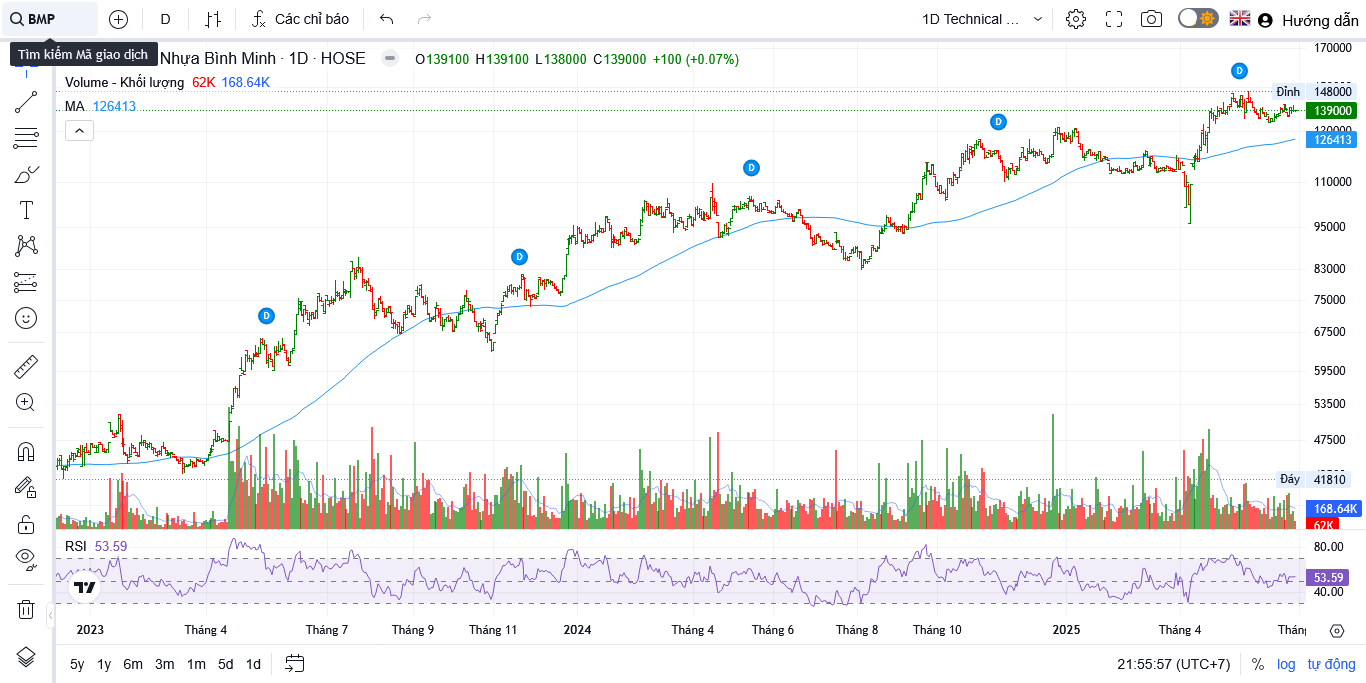 BMP
D
Các chỉ báo
1D Technical ...
Hướng dẫn
Tìm kiếm Mã giao dịch
Nhựa Bình Minh · 1D · HOSE
O139100 H139100 L138000 C139000 +100 (+0.07%)
Volume - Khối lượng 62K 168.64K
MA 126413
170000
Đỉnh 148000
139000
130000
126413
110000
95000
83000
75000
67500
59500
53500
47500
Đáy 41810
168.64K
62K
D
D
D
D
D
RSI 53.59
80.00
53.59
40.00
2023 Tháng 4 Tháng 7 Tháng 9 Tháng 11 2024 Tháng 4 Tháng 6 Tháng 8 Tháng 10 2025 Tháng 4
5y 1y 6m 3m 1m 5d 1d
21:55:57 (UTC+7) % log tự động